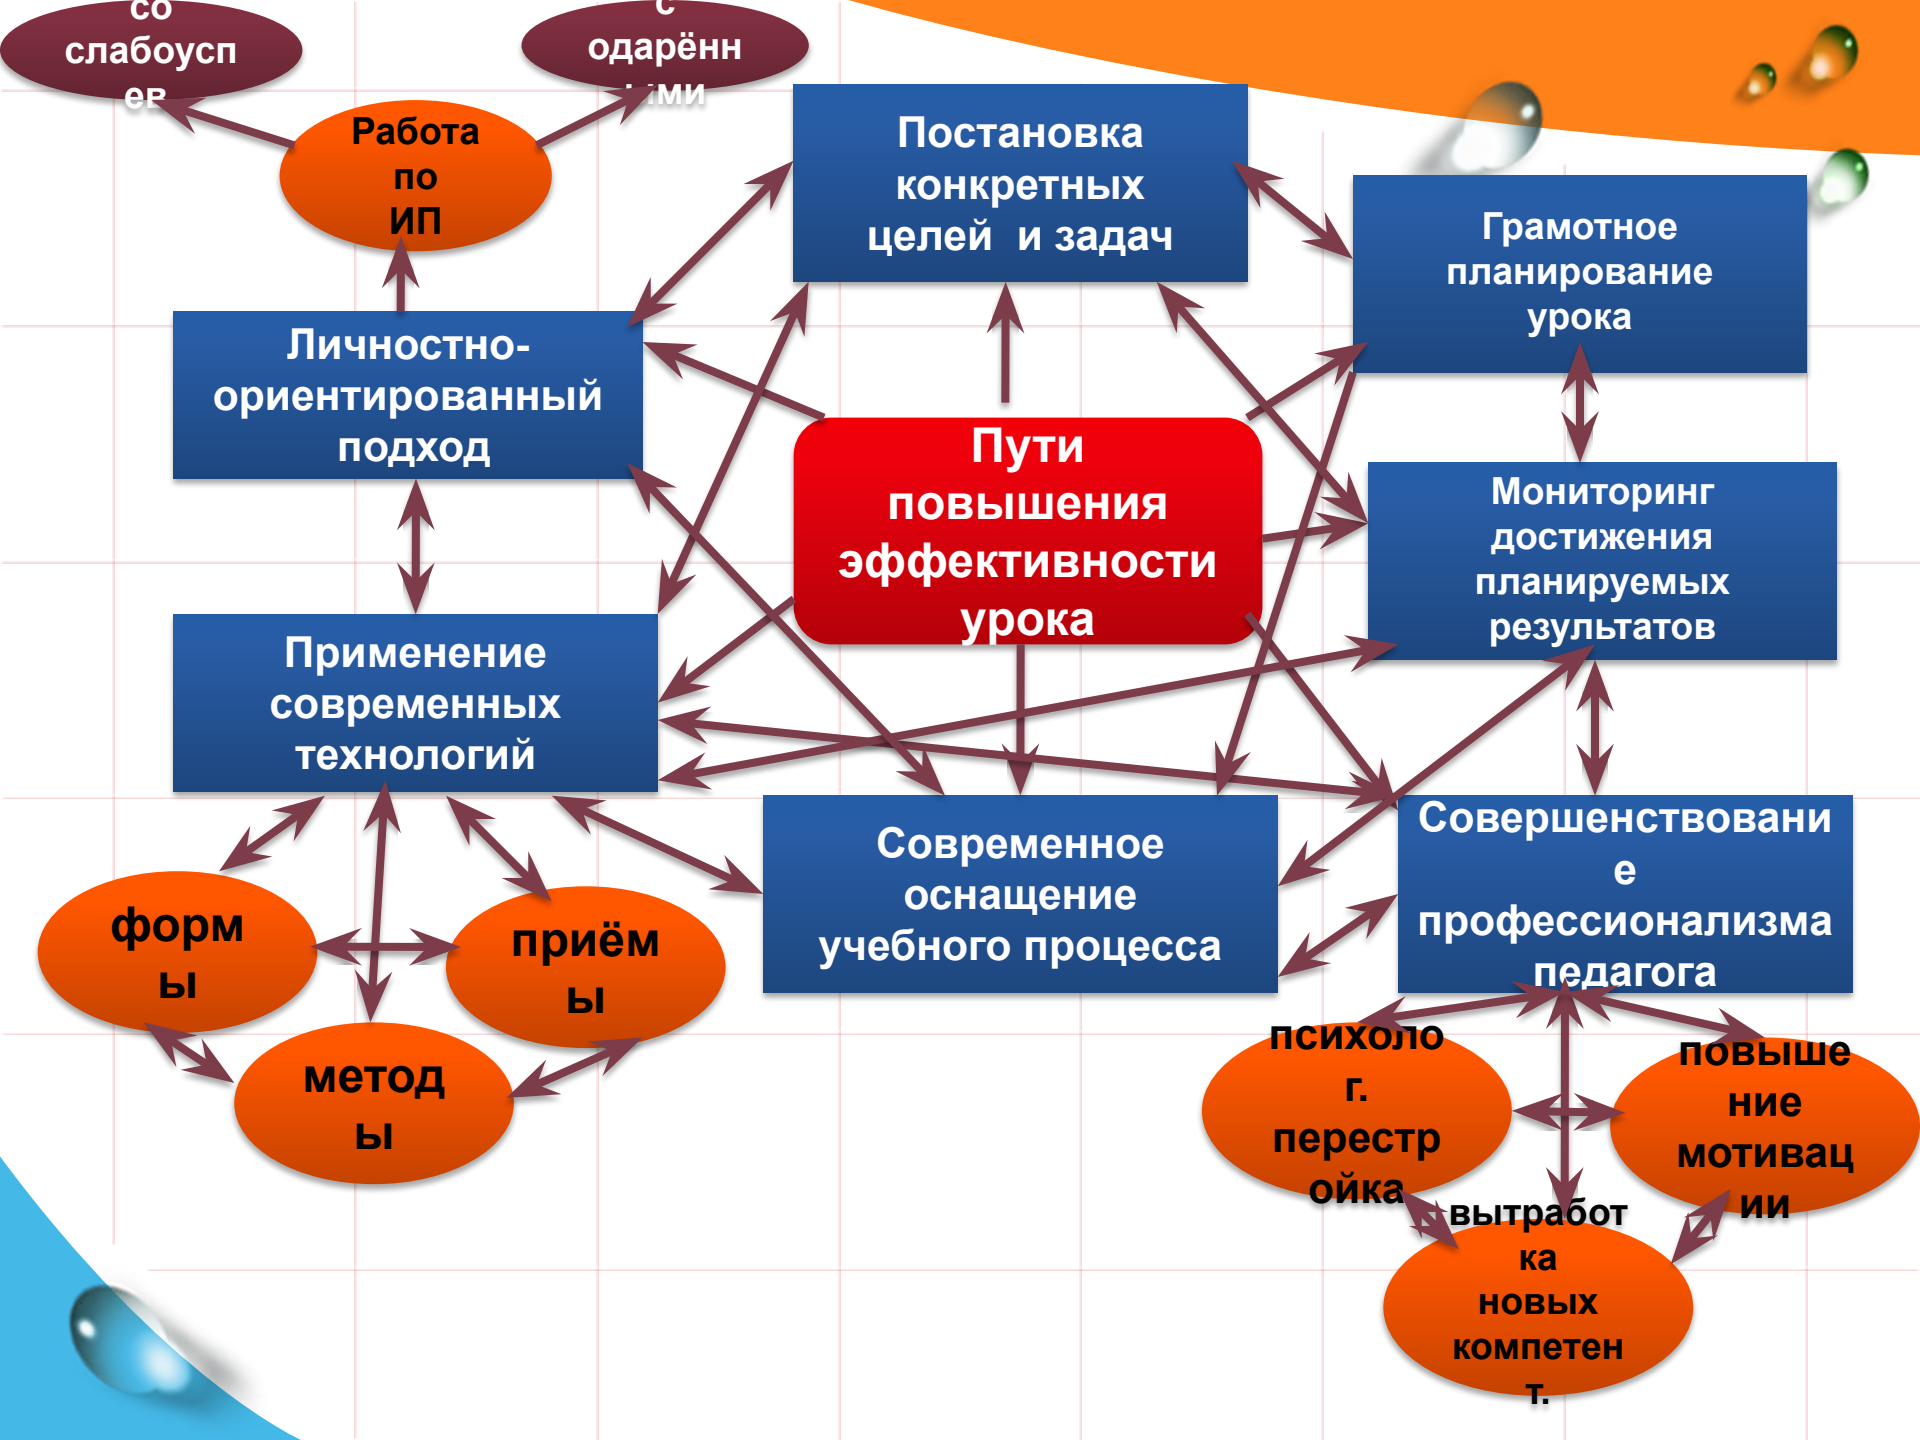 со
слабоусп
ев
с
одарённ
ыми
Работа
по
ИП
Постановка
конкретных
целей и задач
Грамотное
планирование
урока
Личностно-
ориентированный
подход
Пути
повышения
эффективности
урока
Мониторинг
достижения
планируемых
результатов
Применение
современных
технологий
Современное
оснащение
учебного процесса
Совершенствовани
е
профессионализма
педагога
форм
ы
приём
ы
метод
ы
психоло
г.
перестр
ойка
повыше
ние
мотивац
ии
вытработ
ка
новых
компетен
т.